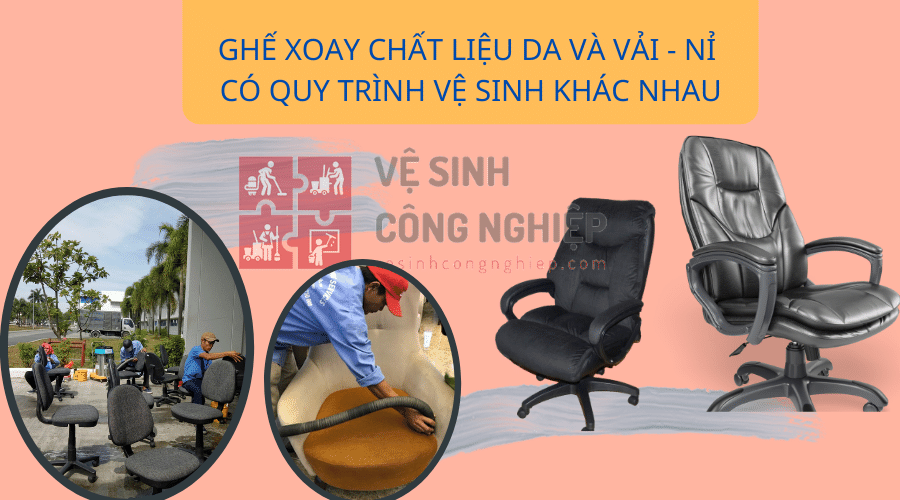 GHẾ XOAY CHẤT LIỆU DA VÀ VẢI - NỈ
CÓ QUY TRÌNH VỆ SINH KHÁC NHAU
VỆ SINH
CÔNG NGHIỆP